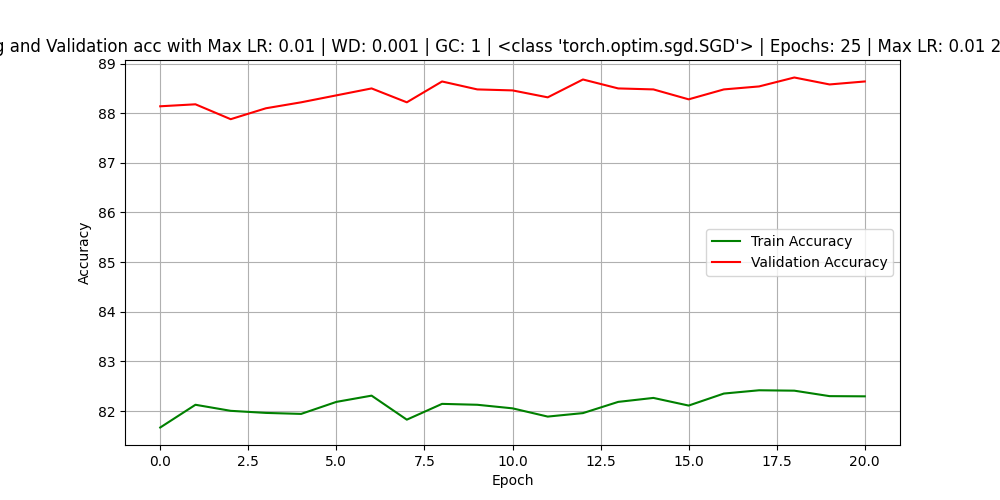 g and Validation acc with Max LR: 0.01 | WD: 0.001 | GC: 1 | <class 'torch.optim.sgd.SGD'> | Epochs: 25 | Max LR: 0.01 2
89
88
87
86
85
84
83
82
Accuracy
Train Accuracy
Validation Accuracy
0.0 2.5 5.0 7.5 10.0 12.5 15.0 17.5 20.0
Epoch